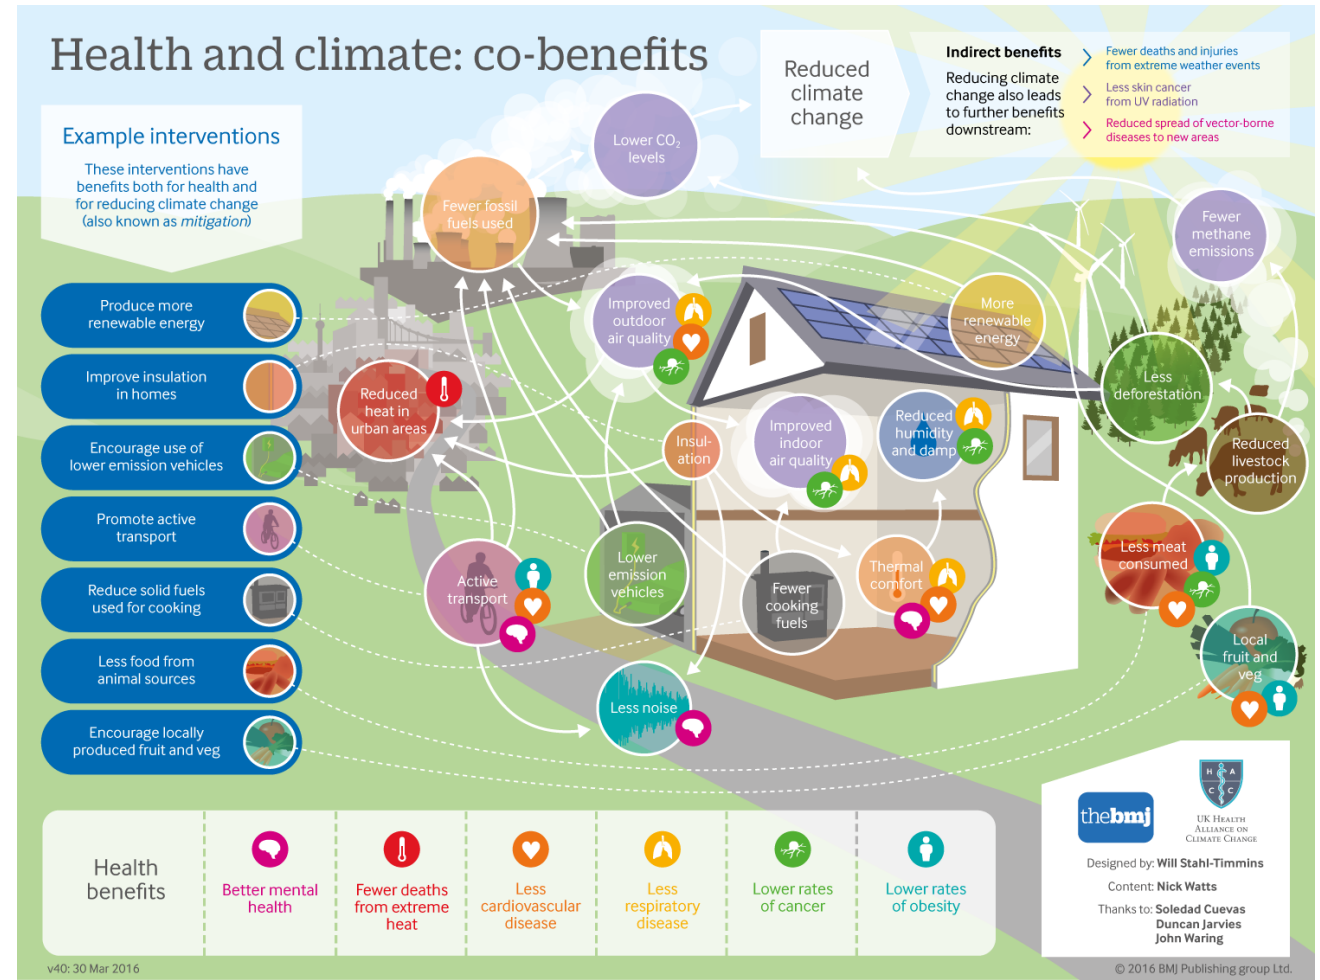 Health and climate: co-benefits
Example interventions
These interventions have
benefits both for health and
for reducing climate change
(also known as mitigation)
Produce more
renewable energy
Improve insulation
in homes
Encourage use of
lower emission vehicles
Promote active
transport
Reduce solid fuels
used for cooking
Less food from
animal sources
Encourage locally
produced fruit and veg
Reduced
climate
change
Indirect benefits
Reducing climate
change also leads
to further benefits
downstream:
Fewer deaths and injuries
from extreme weather events
Less skin cancer
from UV radiation
Reduced spread of vector-borne
diseases to new areas
Lower CO2
levels
Fewer fossil
fuels used
Fewer
methane
emissions
Improved
outdoor
air quality
More
renewable
energy
Reduced
heat in
urban areas
Less
deforestation
Insul-
ation
Improved
indoor
air quality
Reduced
humidity
and damp
Reduced
livestock
production
Active
transport
Lower
emission
vehicles
Fewer
cooking
fuels
Thermal
comfort
Less meat
consumed
Local
fruit and
veg
Less noise
Health
benefits
Better mental
health
Fewer deaths
from extreme
heat
Less
cardiovascular
disease
Less
respiratory
disease
Lower rates
of cancer
Lower rates
of obesity
thebmj
H A
C C
UK Health
Alliance on
Climate Change
Designed by: Will Stahl-Timmins
Content: Nick Watts
Thanks to: Soledad Cuevas
Duncan Jarvies
John Waring
v40: 30 Mar 2016
© 2016 BMJ Publishing group Ltd.